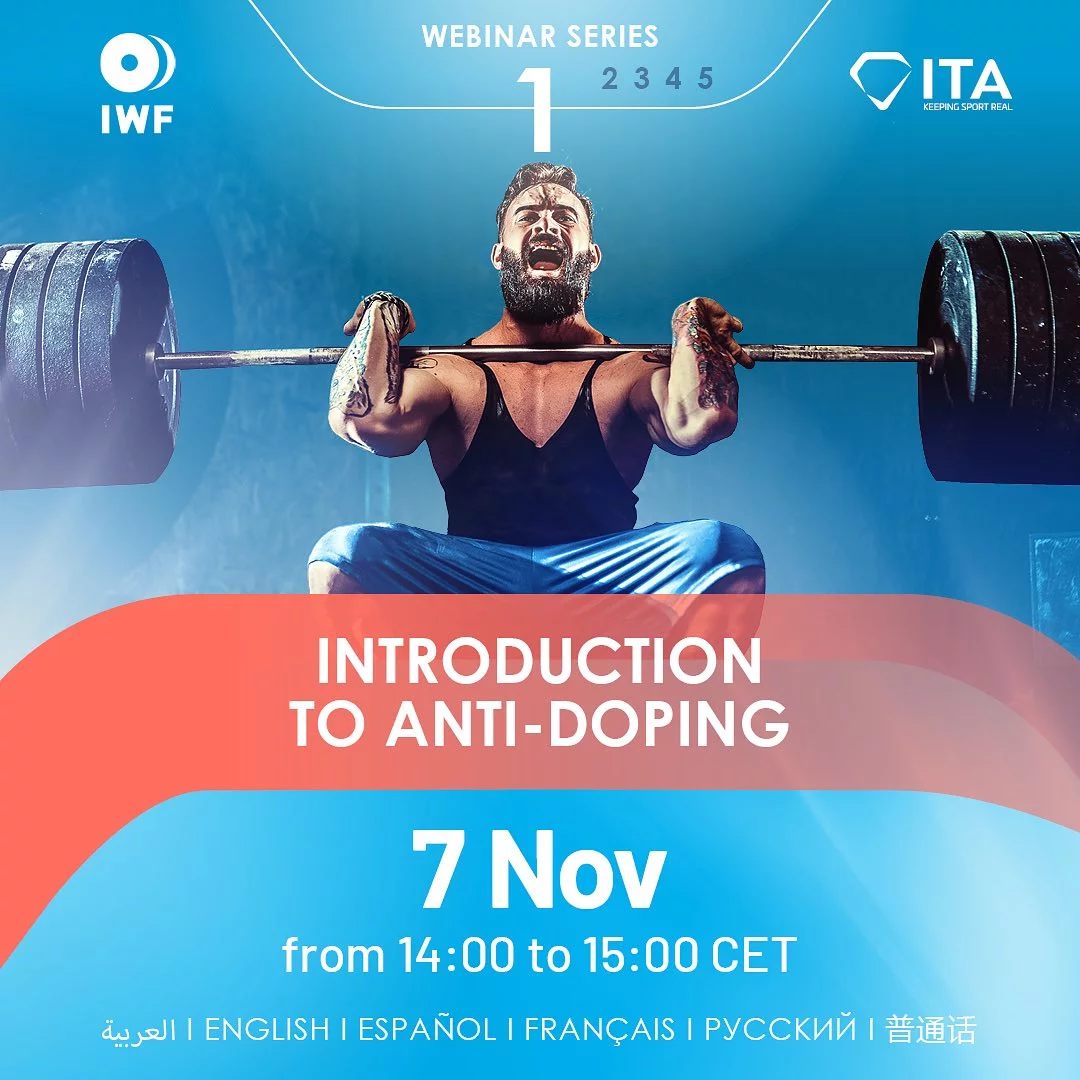 WEBINAR SERIES
1 2 3 4 5
IWF
ITA
KEEPING SPORT REAL
INTRODUCTION
TO ANTI-DOPING
7 Nov
from 14:00 to 15:00 CET
العربية | ENGLISH | ESPAÑOL | FRANÇAIS | РУССКИЙ | 普通话